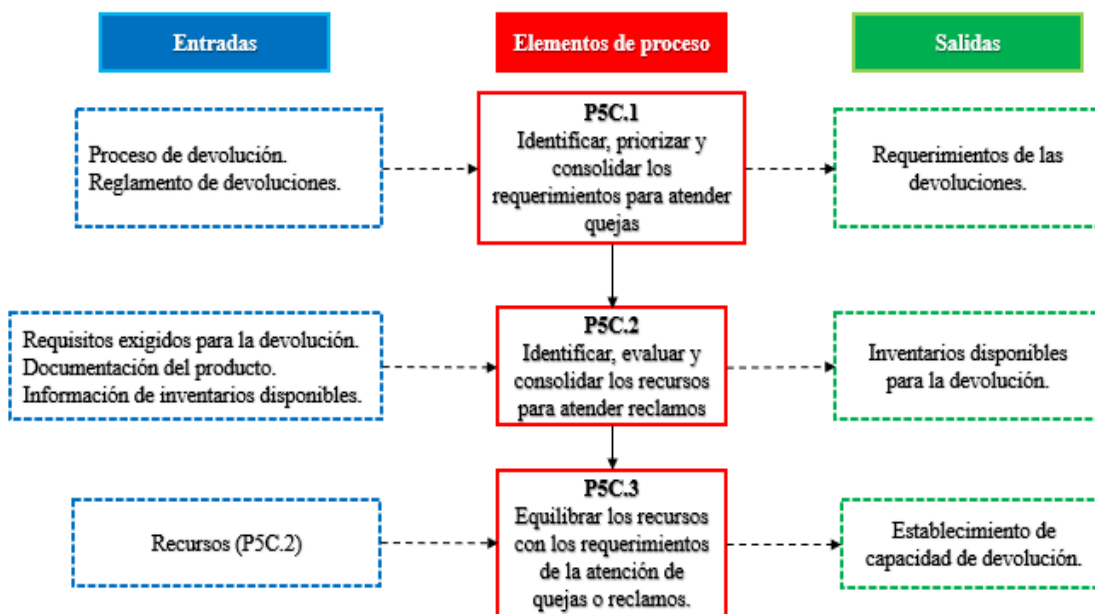 Entradas
Elementos de proceso
Salidas
Proceso de devolución.
Reglamento de devoluciones.
P5C.1
Identificar, priorizar y
consolidar los
requerimientos para atender
quejas
Requerimientos de las
devoluciones.
Requisitos exigidos para la devolución.
Documentación del producto.
Información de inventarios disponibles.
P5C.2
Identificar, evaluar y
consolidar los recursos
para atender reclamos
Inventarios disponibles
para la devolución.
Recursos (P5C.2)
P5C.3
Equilibrar los recursos
con los requerimientos
de la atención de
quejas o reclamos.
Establecimiento de
capacidad de devolución.